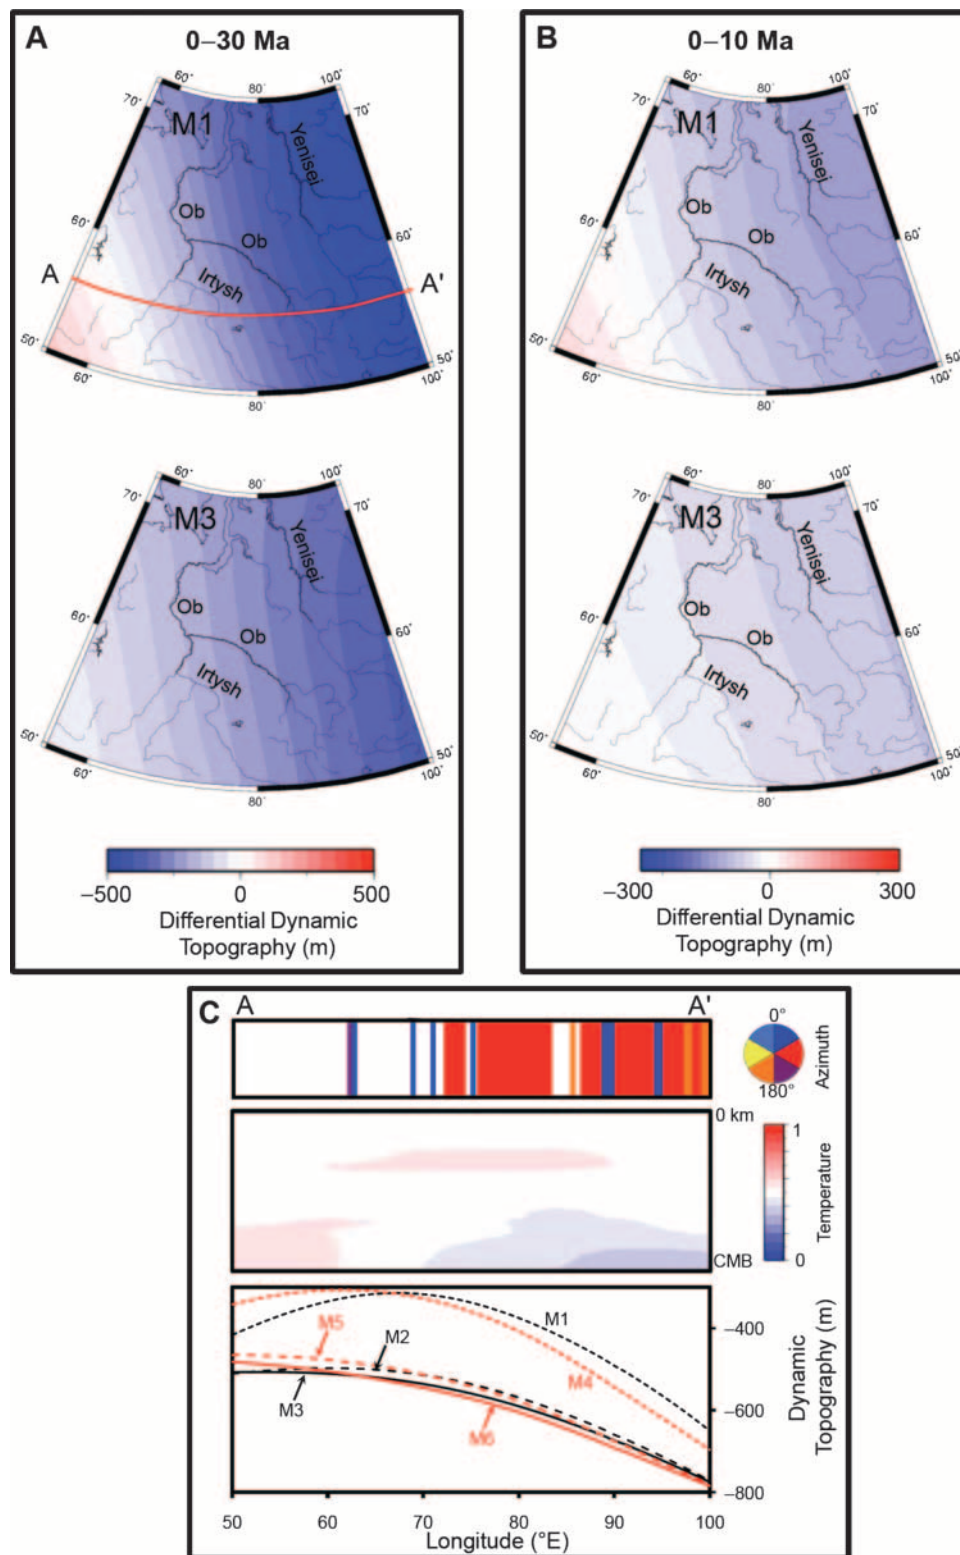 A
0–30 Ma
60°
80°
100°
70°
70°
M1
Yenisei
Ob
Ob
60°
60°
A
Irtysh
A'
50°
50°
60°
80°
100°
60°
80°
100°
70°
70°
M3
Yenisei
Ob
Ob
60°
60°
Irtysh
50°
50°
60°
80°
100°
–500
0
500
Differential Dynamic
Topography (m)
B
0–10 Ma
60°
80°
100°
70°
70°
M1
Yenisei
Ob
Ob
60°
60°
Irtysh
50°
50°
60°
80°
100°
60°
80°
100°
70°
70°
M3
Yenisei
Ob
Ob
60°
60°
Irtysh
50°
50°
60°
80°
100°
–300
0
300
Differential Dynamic
Topography (m)
C
A
A'
0°
180°
Azimuth
0 km
CMB
1
0
Temperature
M1
M5
M2
M4
M3
M6
–400
–600
–800
Dynamic
Topography (m)
50
60
70
80
90
100
Longitude (°E)